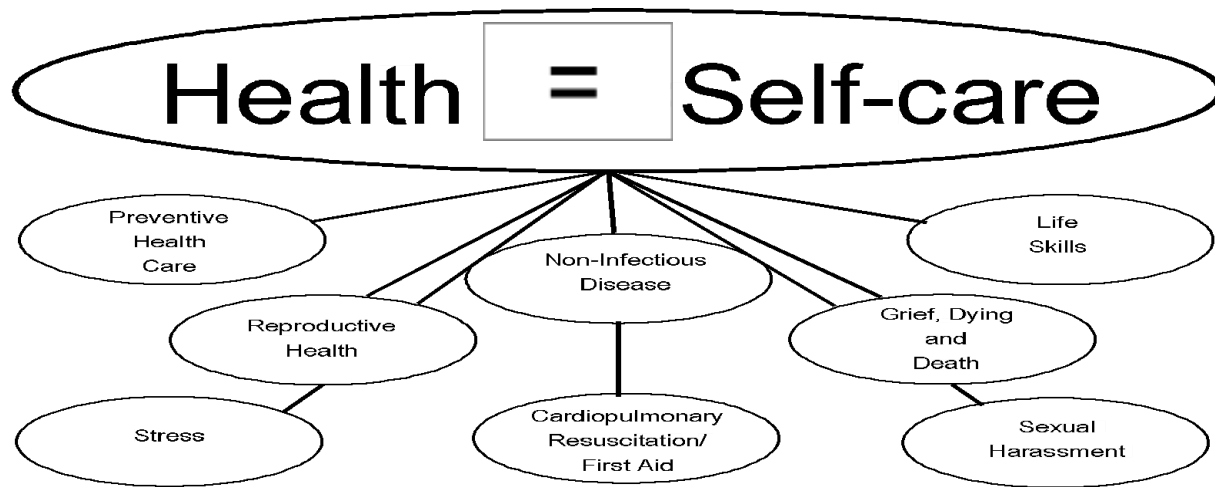 Health = Self-care
Preventive
Health
Care
Life
Skills
Non-Infectious
Disease
Reproductive
Health
Grief, Dying
and
Death
Stress
Cardiopulmonary
Resuscitation/
First Aid
Sexual
Harassment